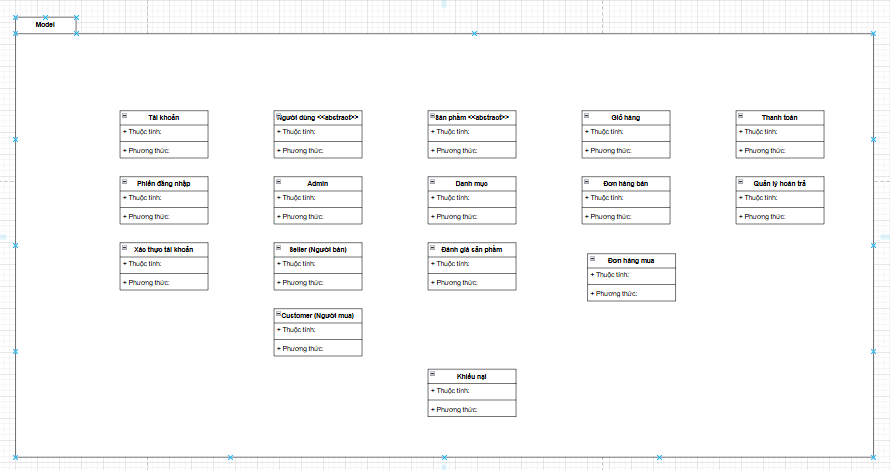 Model
Tài khoản
+ Thuộc tính:
+ Phương thức:
Người dùng <<abstract>>
+ Thuộc tính:
+ Phương thức:
Sản phẩm <<abstract>>
+ Thuộc tính:
+ Phương thức:
Giỏ hàng
+ Thuộc tính:
+ Phương thức:
Thanh toán
+ Thuộc tính:
+ Phương thức:
Phiên đăng nhập
+ Thuộc tính:
+ Phương thức:
Admin
+ Thuộc tính:
+ Phương thức:
Danh mục
+ Thuộc tính:
+ Phương thức:
Đơn hàng bán
+ Thuộc tính:
+ Phương thức:
Quản lý hoàn trả
+ Thuộc tính:
+ Phương thức:
Xác thực tài khoản
+ Thuộc tính:
+ Phương thức:
Seller (Người bán)
+ Thuộc tính:
+ Phương thức:
Đánh giá sản phẩm
+ Thuộc tính:
+ Phương thức:
Đơn hàng mua
+ Thuộc tính:
+ Phương thức:
Customer (Người mua)
+ Thuộc tính:
+ Phương thức:
Khiếu nại
+ Thuộc tính:
+ Phương thức: